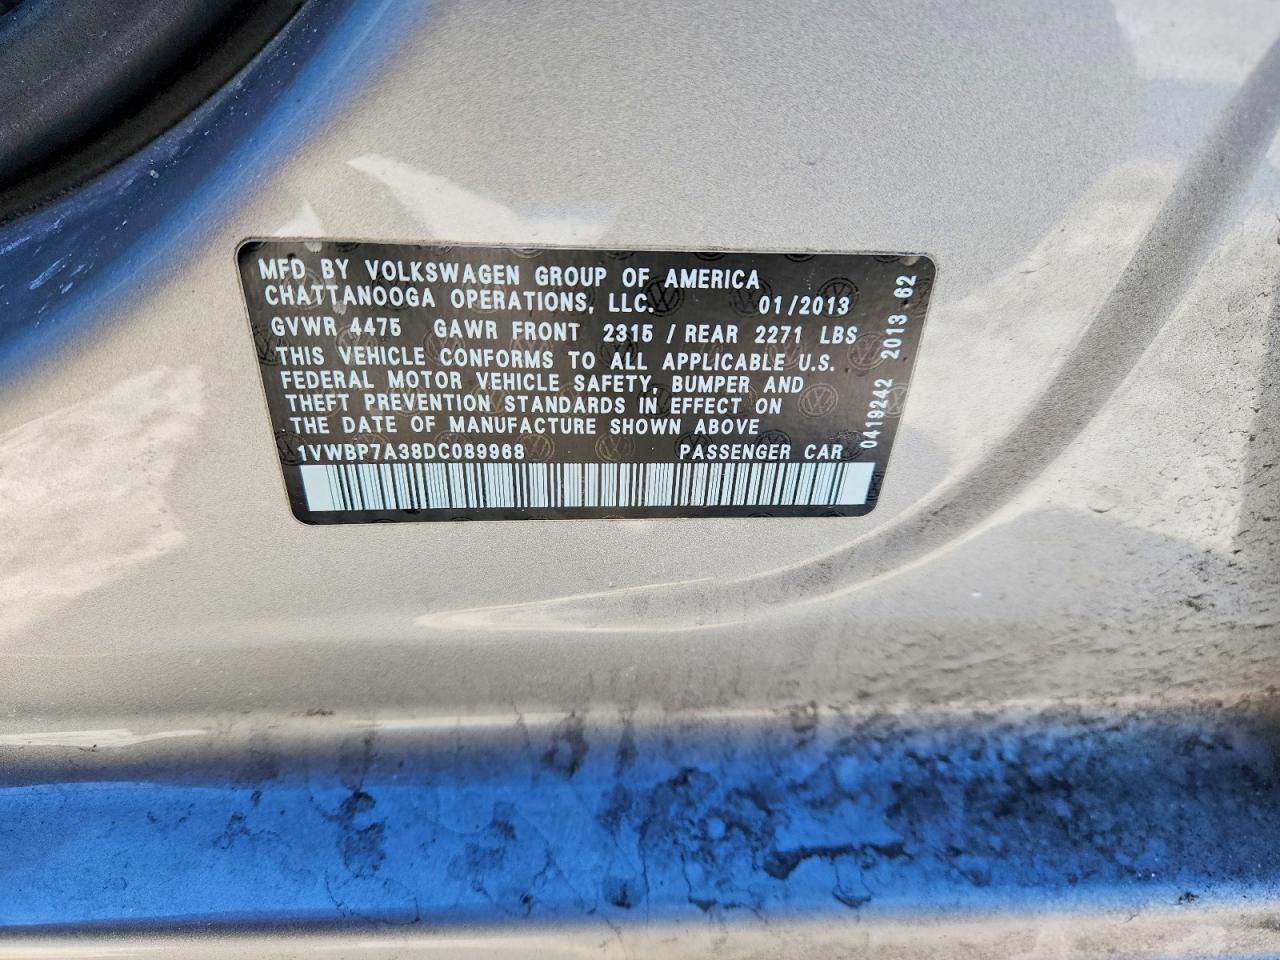 MFD BY VOLKSWAGEN GROUP OF AMERICA
CHATTANOOGA OPERATIONS, LLC. 01/2013
GVWR 4475 GAWR FRONT 2315 / REAR 2271 LBS
THIS VEHICLE CONFORMS TO ALL APPLICABLE U.S.
FEDERAL MOTOR VEHICLE SAFETY, BUMPER AND
THEFT PREVENTION STANDARDS IN EFFECT ON
THE DATE OF MANUFACTURE SHOWN ABOVE
1VWBP7A38DC089968 PASSENGER CAR
0419242 2013 62